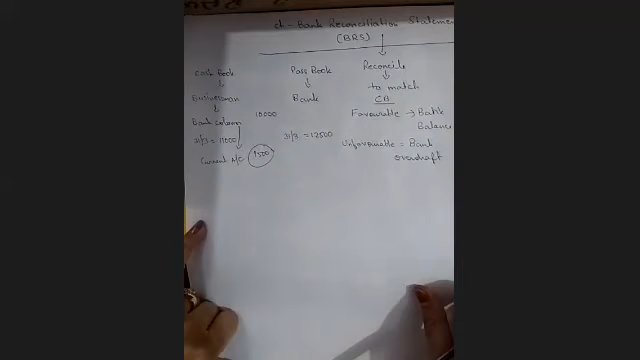 ch- Bank Reconciliation Statement
(BRS)
Cash Book
Businessman
Bank Column
31/3 = 11000
Current A/C
1500
10000
Pass Book
Bank
31/3 = 12500
Reconcile
to match
CB
Favourable → Bank
Balance
Unfavourable = Bank
overdraft